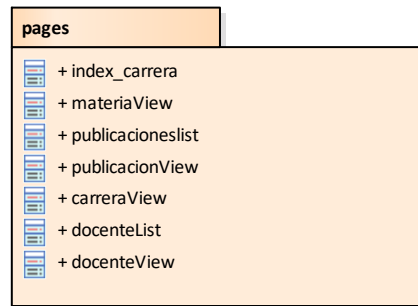 pages
+ index_carrera
+ materiaView
+ publicacioneslist
+ publicacionView
+ carreraView
+ docenteList
+ docenteView